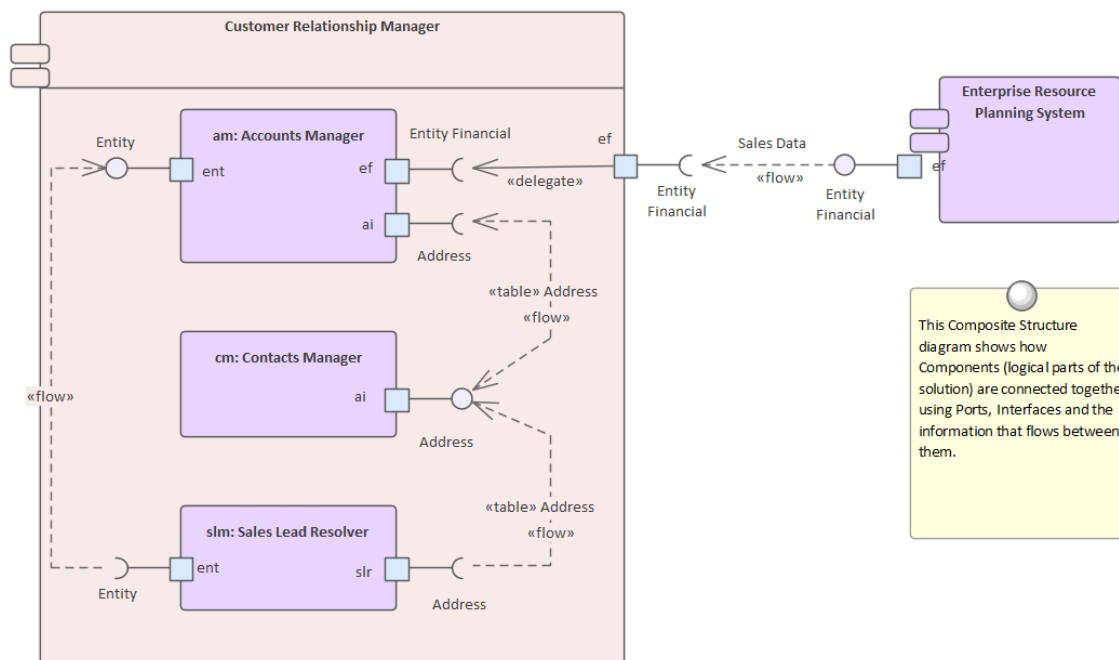 Customer Relationship Manager
Enterprise Resource
Planning System
am: Accounts Manager
Entity
Entity Financial
ent
ef
ai
Address
«delegate»
ef
Entity
Financial
Sales Data
«flow»
Entity
Financial
ef
«table» Address
«flow»
cm: Contacts Manager
ai
Address
«flow»
«table» Address
«flow»
slm: Sales Lead Resolver
ent
slr
Entity
Address
This Composite Structure
diagram shows how
Components (logical parts of the
solution) are connected togethe
using Ports, Interfaces and the
information that flows between
them.